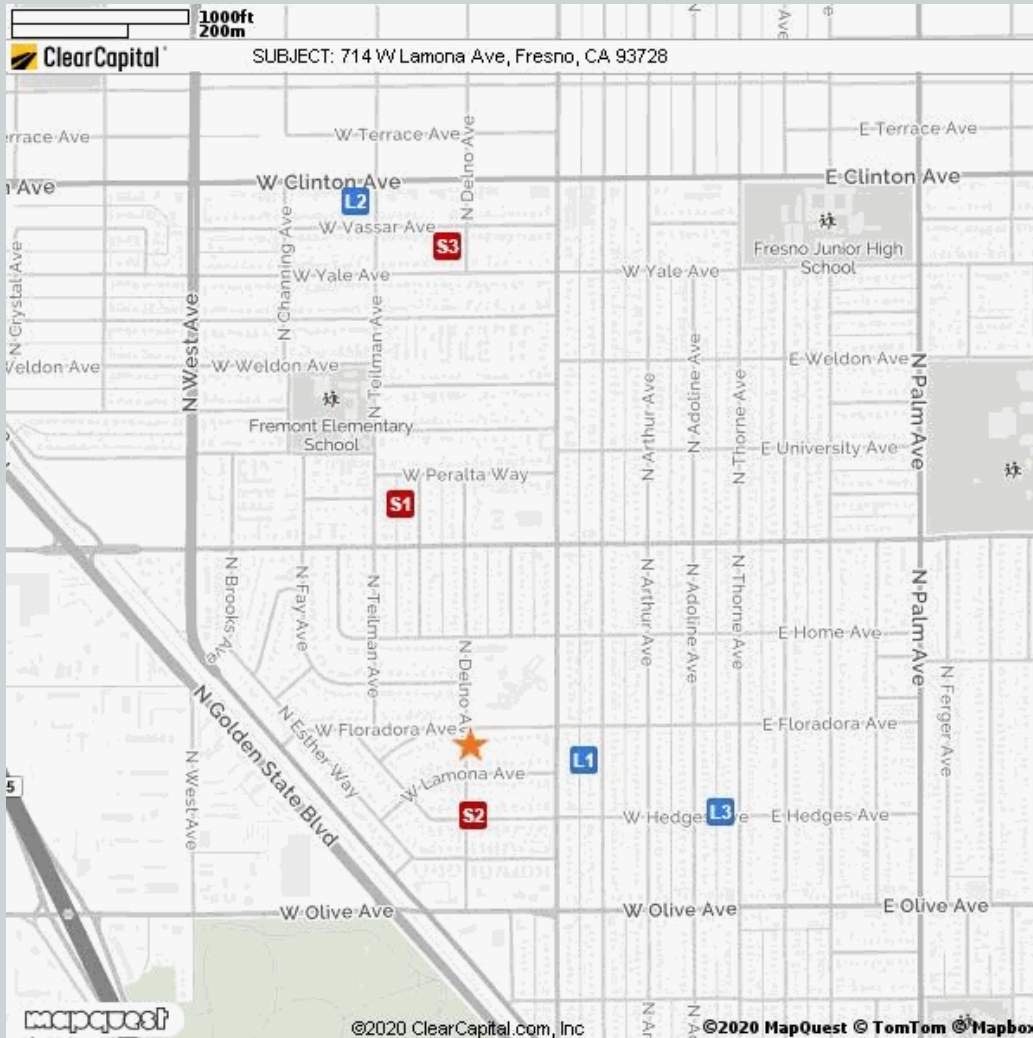 1000ft
200m
ClearCapital
SUBJECT: 714 W Lamona Ave, Fresno, CA 93728
N
Ave
W Terrace Ave
E Terrace Ave
N Delno Ave
W Clinton Ave
E Clinton Ave
Ave
L2
W Vassar Ave
S3
Fresno Junior High
School
N Crystal Ave
N Channing Ave
W Yale Ave
W Yale Ave
N West Ave
N Teilman Ave
W Weldon Ave
E Weldon Ave
N Palm Ave
N Arthur Ave
N Adoline Ave
N Thorne Ave
Fremont Elementary
School
E University Ave
W Peralta Way
S1
N Brooks Ave
N Fay Ave
N Teilman Ave
N Arthur Ave
N Adoline Ave
N Thorne Ave
N Palm Ave
E Home Ave
N Delno A
N Ferger Ave
N Golden State Blvd
N Esther Way
W Floradora Ave
E Floradora Ave
N West Ave
L1
W Lamona Ave
S2
W Hedges
L3
E Hedges Ave
5
W Olive Ave
W Olive Ave
E Olive Ave
mapquest
©2020 ClearCapital.com, Inc
©2020 MapQuest © TomTom © Mapbox